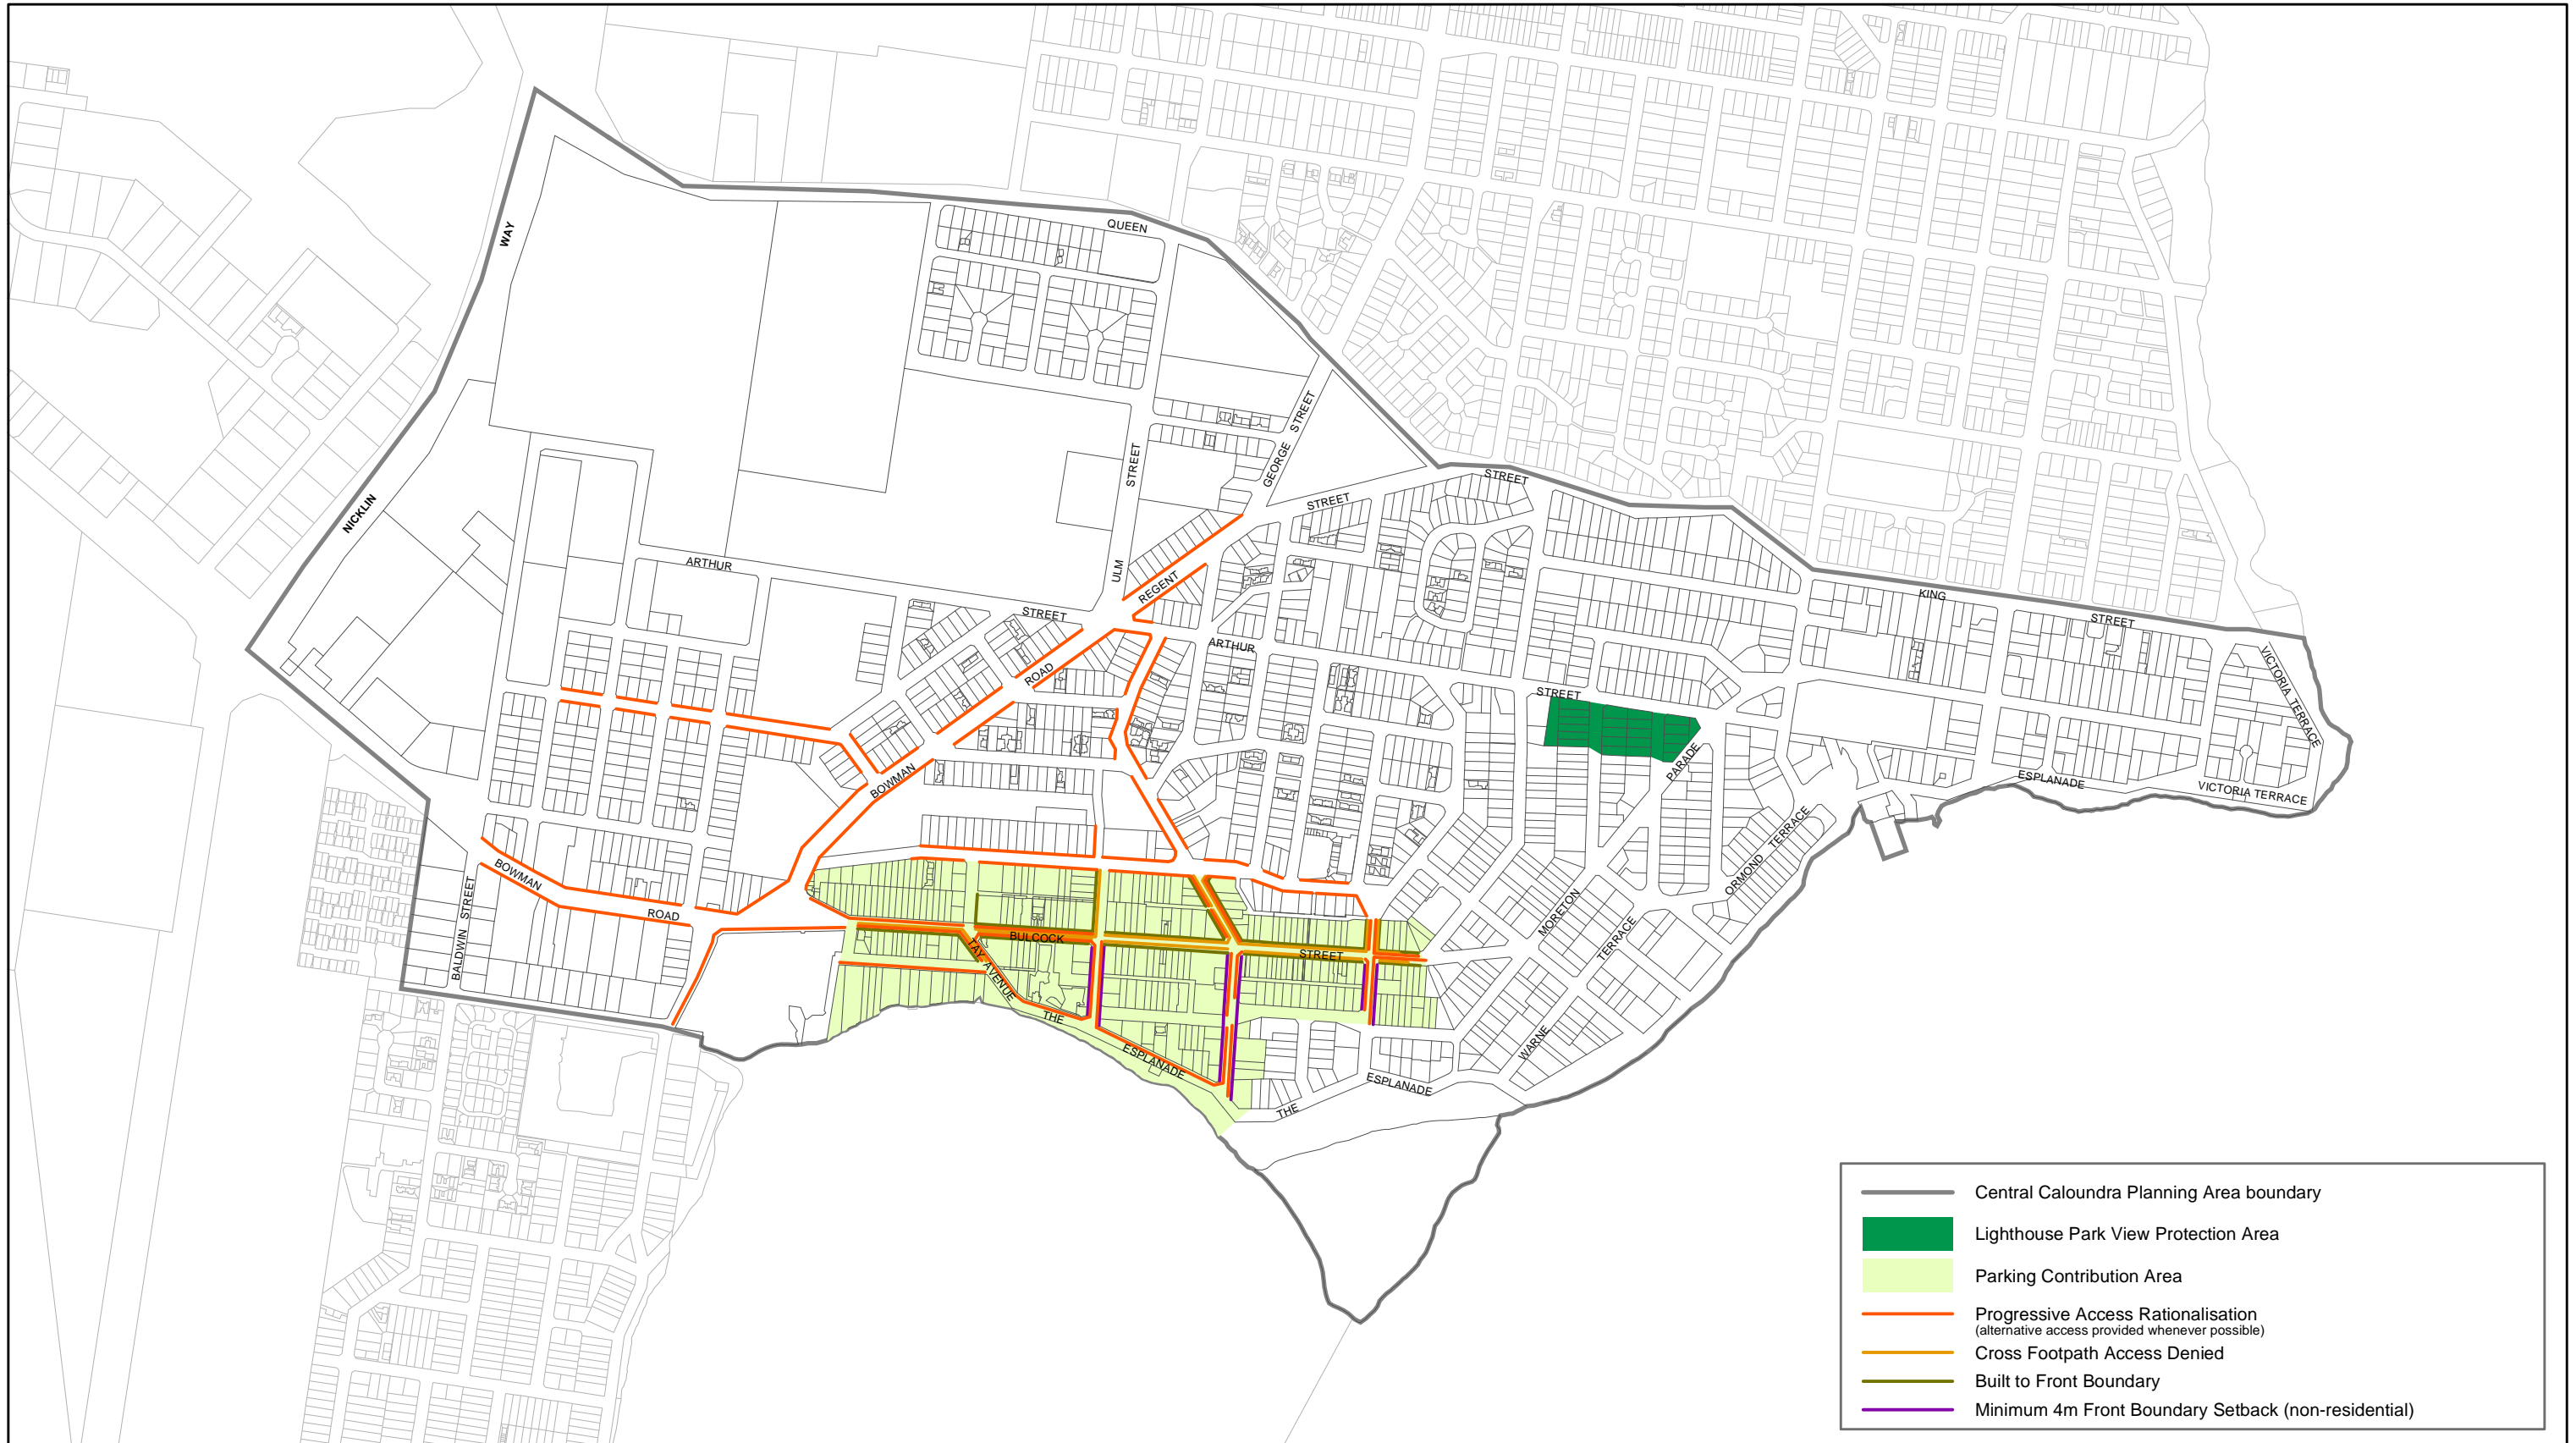 QUEEN
WAY
STREET
GEORGE
STREET
STREET
STREET
NICKLIN
ARTHUR
ULM
REGENT
STREET
KING
STREET
ARTHUR
ROAD
VICTORIA TERRACE
STREET
PARADE
BOWMAN
ESPLANADE
VICTORIA TERRACE
TERRACE
ORMOND
BOWMAN
STREET
ROAD
BALDWIN
MORETON
TERRACE
BULCOCK
STREET
TAY AVENUE
THE
WARNE
ESPLANADE
ESPLANADE
THE
Central Caloundra Planning Area boundary
Lighthouse Park View Protection Area
Parking Contribution Area
Progressive Access Rationalisation
(alternative access provided whenever possible)
Cross Footpath Access Denied
Built to Front Boundary
Minimum 4m Front Boundary Setback (non-residential)